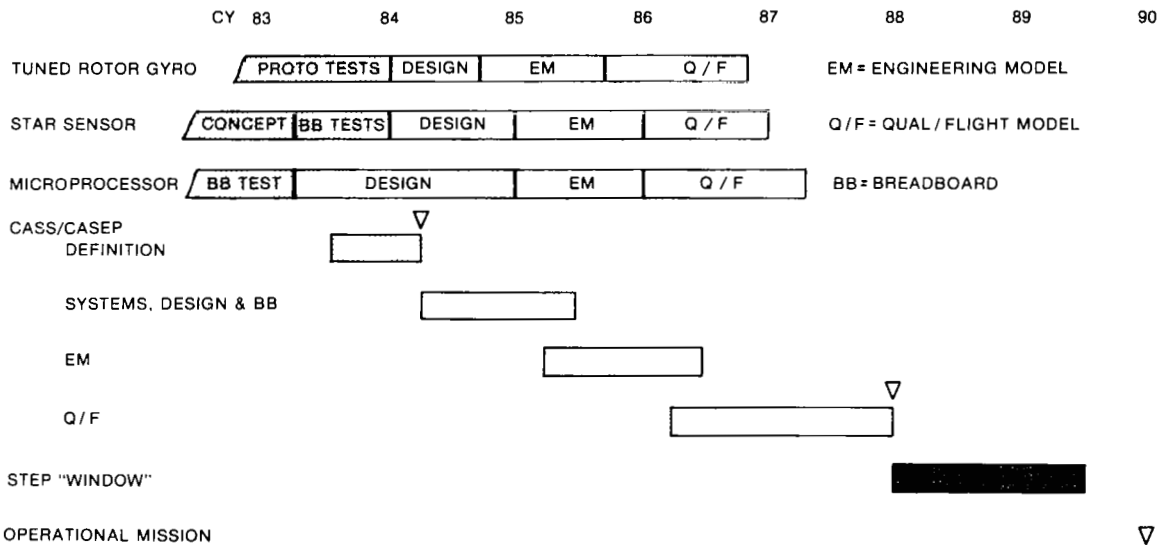 CY 83 84 85 86 87 88 89 90
TUNED ROTOR GYRO PROTO TESTS DESIGN EM Q / F EM = ENGINEERING MODEL
STAR SENSOR CONCEPT BB TESTS DESIGN EM Q / F Q/F = QUAL / FLIGHT MODEL
MICROPROCESSOR BB TEST DESIGN EM Q / F BB = BREADBOARD
CASS/CASEP
DEFINITION
SYSTEMS, DESIGN & BB
EM
Q / F
STEP "WINDOW"
OPERATIONAL MISSION